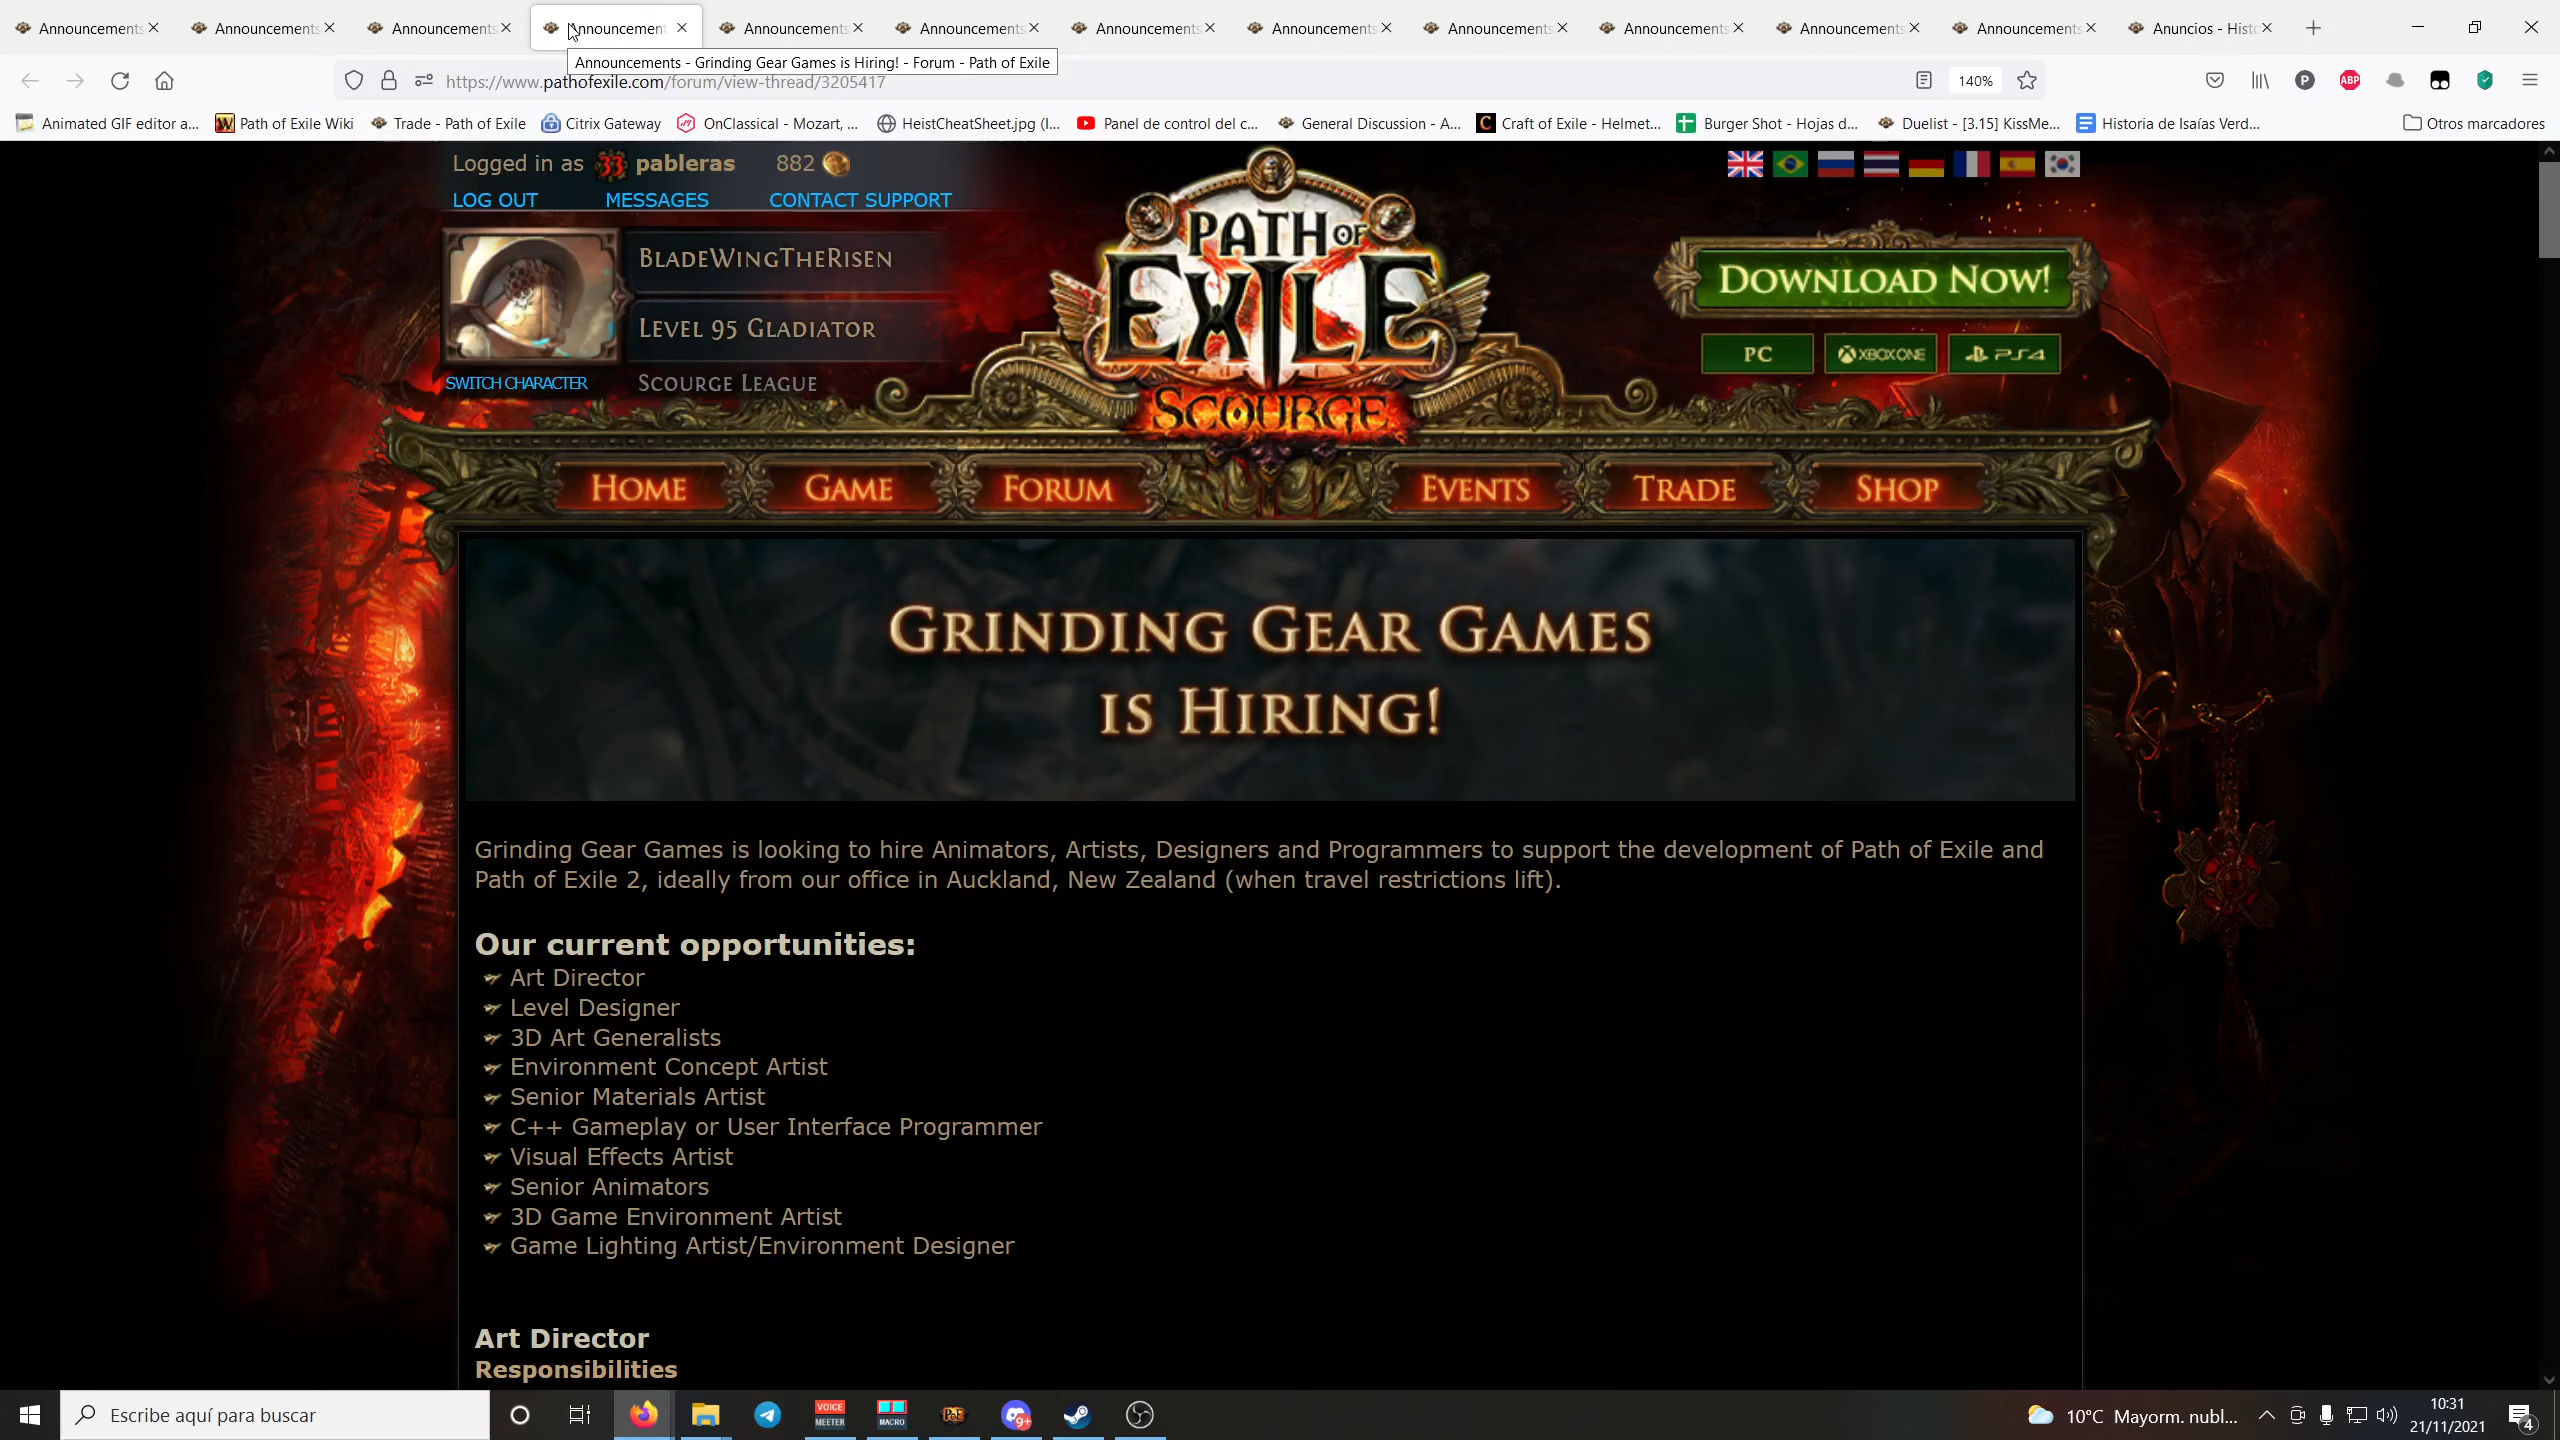 Announcements
Announcements
Announcements
Announcement
Announcements
Announcements
Announcements
Announcements
Announcements
Announcements
Announcements
Announcements
Anuncios - Histo
Announcements - Grinding Gear Games is Hiring! - Forum - Path of Exile
https://www.pathofexile.com/forum/view-thread/3205417
140%
P
ABP
Animated GIF editor a...
Path of Exile Wiki
Trade - Path of Exile
Citrix Gateway
OnClassical - Mozart, ...
HeistCheatSheet.jpg (I...
Panel de control del c...
General Discussion - A...
Craft of Exile - Helmet...
Burger Shot - Hojas d...
Duelist - [3.15] KissMe...
Historia de Isaías Verd...
Otros marcadores
Logged in as 33 pableras 882
LOG OUT MESSAGES CONTACT SUPPORT
BladeWingTheRisen
Level 95 Gladiator
SWITCH CHARACTER
Scourge League
PATH OF
EXILE
SCOURGE
DOWNLOAD NOW!
PC
XBOX ONE
PS4
HOME
GAME
FORUM
EVENTS
TRADE
SHOP
GRINDING GEAR GAMES
IS HIRING!
Grinding Gear Games is looking to hire Animators, Artists, Designers and Programmers to support the development of Path of Exile and
Path of Exile 2, ideally from our office in Auckland, New Zealand (when travel restrictions lift).
Our current opportunities:
Art Director
Level Designer
3D Art Generalists
Environment Concept Artist
Senior Materials Artist
C++ Gameplay or User Interface Programmer
Visual Effects Artist
Senior Animators
3D Game Environment Artist
Game Lighting Artist/Environment Designer
Art Director
Responsibilities
Escribe aquí para buscar
VOICE
MEETER
MACRO
PoE
9+
10°C Mayorm. nubl...
10:31
21/11/2021
4